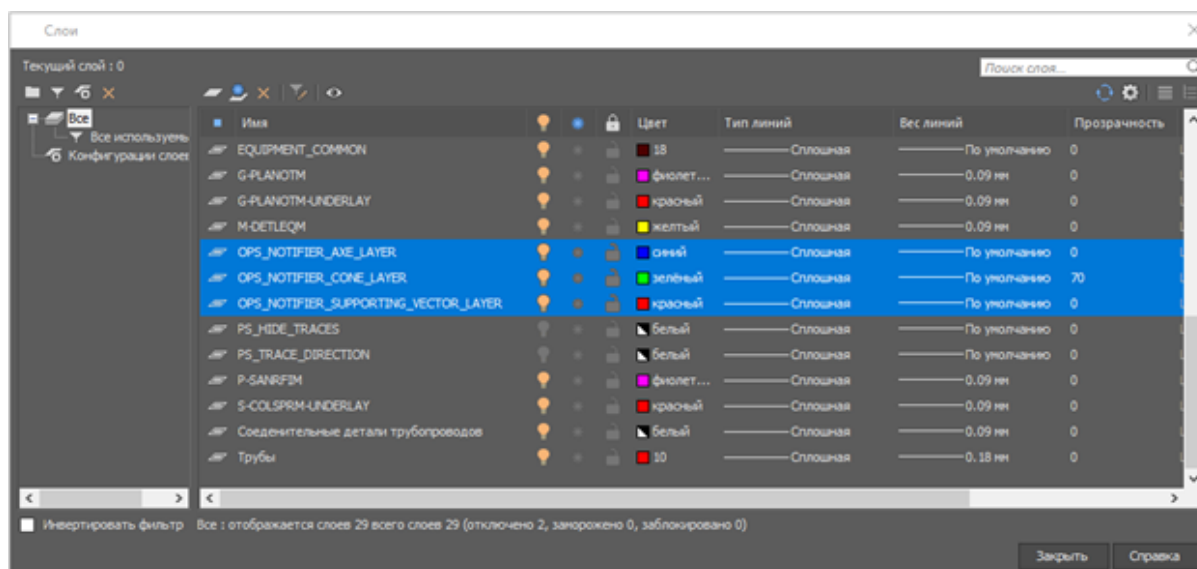 Слои
Текущий слой : 0
Поиск слоя...
Все
Все используемы
Конфигурации слоев
Имя Цвет Тип линий Вес линий Прозрачность
EQUIPMENT_COMMON 18 Сплошная По умолчанию 0
G-PLANOTM фиолет... Сплошная 0.09 мм 0
G-PLANOTM-UNDERLAY красный Сплошная 0.09 мм 0
M-DETLEQM желтый Сплошная 0.09 мм 0
OPS_NOTIFIER_AXE_LAYER синий Сплошная По умолчанию 0
OPS_NOTIFIER_CONE_LAYER зелёный Сплошная По умолчанию 70
OPS_NOTIFIER_SUPPORTING_VECTOR_LAYER красный Сплошная По умолчанию 0
PS_HIDE_TRACES белый Сплошная По умолчанию 0
PS_TRACE_DIRECTION белый Сплошная По умолчанию 0
P-SANRFIM фиолет... Сплошная 0.09 мм 0
S-COLSPRM-UNDERLAY красный Сплошная 0.09 мм 0
Соеденительные детали трубопроводов белый Сплошная 0.09 мм 0
Трубы 10 Сплошная 0.18 мм 0
Инвертировать фильтр Все : отображается слоев 29 всего слоев 29 (отключено 2, заморожено 0, заблокировано 0)
Закрыть Справка